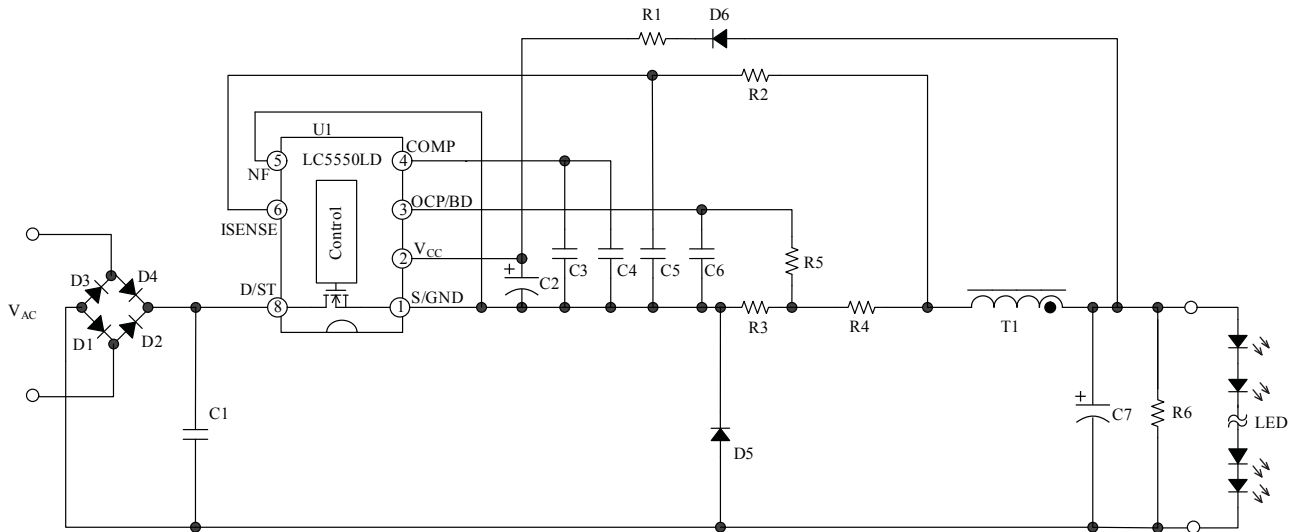 R1
D6
R2
U1
LC5550LD
COMP
5
4
NF
OCP/BD
6
3
ISENSE
Control
VCC
2
R5
C2
C3
C4
C5
C6
D3
D4
D/ST
S/GND
8
1
VAC
R3
R4
T1
D1
D2
C1
D5
C7
R6
LED
+
+